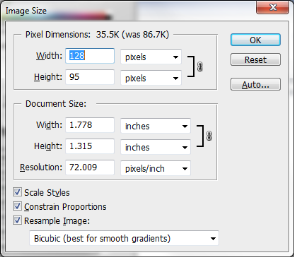 Image Size
Pixel Dimensions: 35.5K (was 86.7K)
Width: 128 pixels
Height: 95 pixels
Document Size:
Width: 1.778 inches
Height: 1.315 inches
Resolution: 72.009 pixels/inch
Scale Styles
Constrain Proportions
Resample Image:
Bicubic (best for smooth gradients)
OK
Reset
Auto...